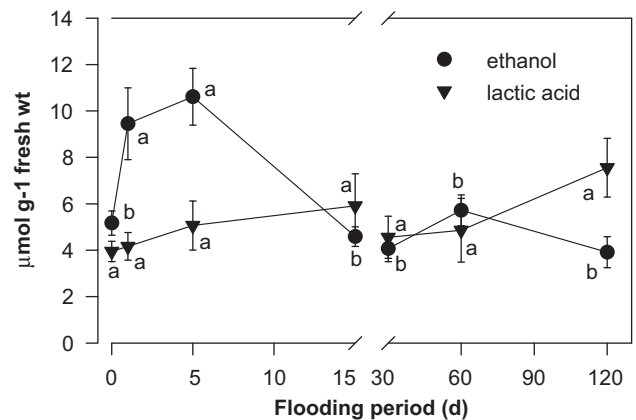 14
12
10
8
6
4
2
0
μmol g-1 fresh wt
ethanol
lactic acid
a
a
b
a
a
a
a
b
a
b
b
a
a
b
0
5
10
15
30
60
90
120
Flooding period (d)